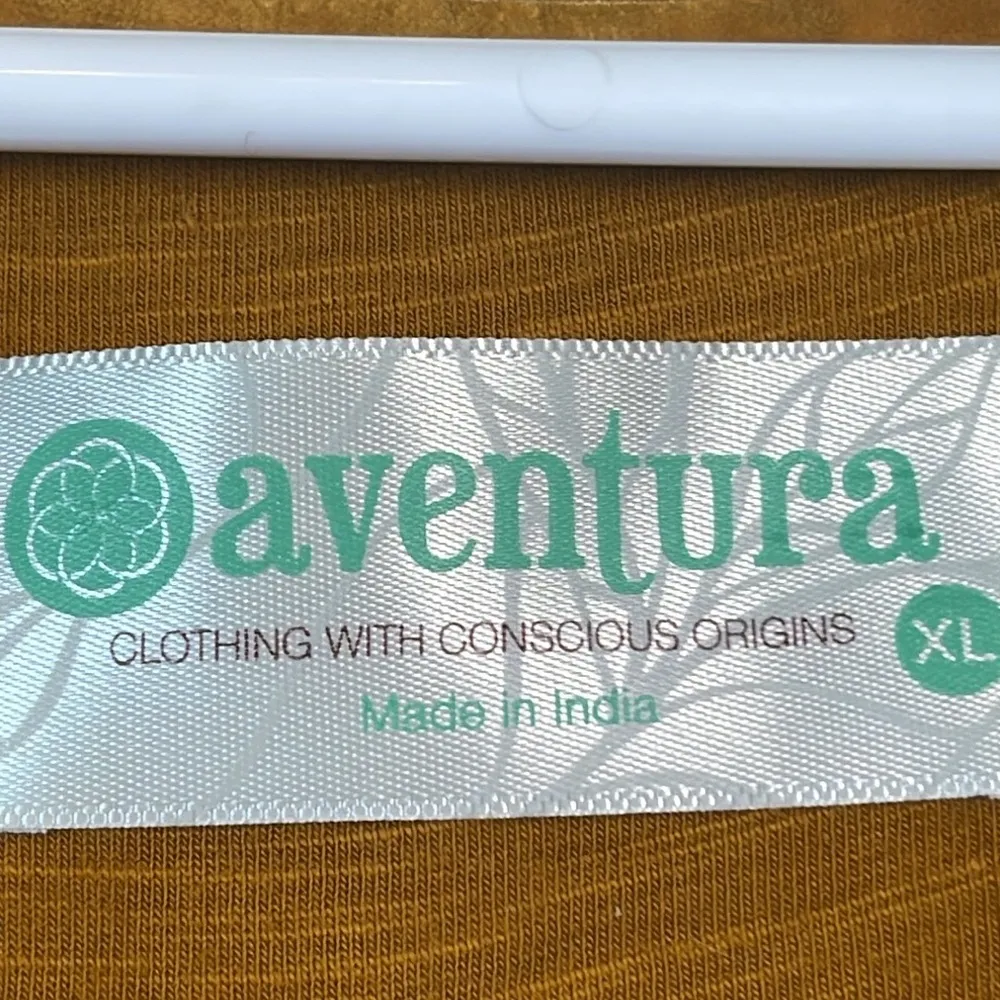 aventura
CLOTHING WITH CONSCIOUS ORIGINS
XL
Made in India